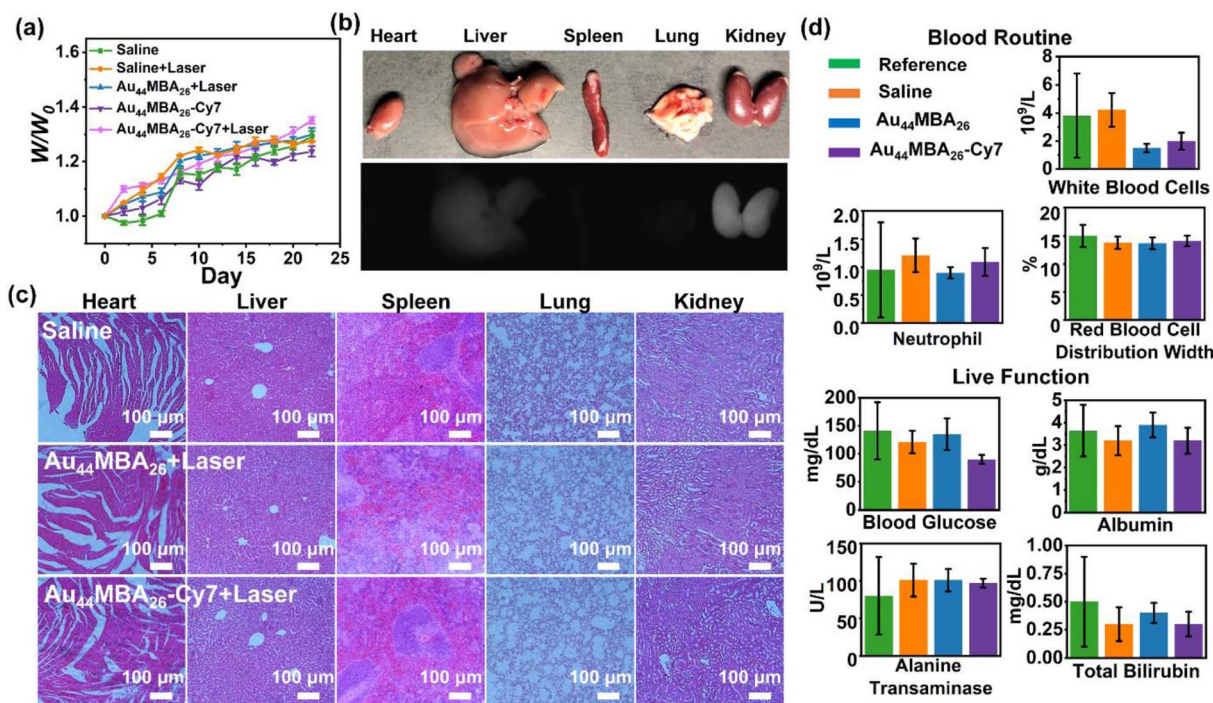 (a)
1.6
1.4
1.2
1.0
W/W₀
Saline
Saline+Laser
Au₄₄MBA₂₆+Laser
Au₄₄MBA₂₆-Cy7
Au₄₄MBA₂₆-Cy7+Laser
0 5 10 15 20 25
Day
(b)
Heart Liver Spleen Lung Kidney
(c)
Heart Liver Spleen Lung Kidney
Saline
100 μm 100 μm 100 μm 100 μm 100 μm
Au₄₄MBA₂₆+Laser
100 μm 100 μm 100 μm 100 μm 100 μm
Au₄₄MBA₂₆-Cy7+Laser
100 μm 100 μm 100 μm 100 μm 100 μm
(d)
Blood Routine
Reference
Saline
Au₄₄MBA₂₆
Au₄₄MBA₂₆-Cy7
10⁹/L
8
6
4
2
0
White Blood Cells
10⁹/L
2.0
1.5
1.0
0.5
0.0
Neutrophil
%
20
15
10
5
0
Red Blood Cell
Distribution Width
Live Function
mg/dL
200
150
100
50
0
Blood Glucose
g/dL
5
4
3
2
1
0
Albumin
U/L
150
100
50
0
Alanine
Transaminase
mg/dL
1.00
0.75
0.50
0.25
0.00
Total Bilirubin